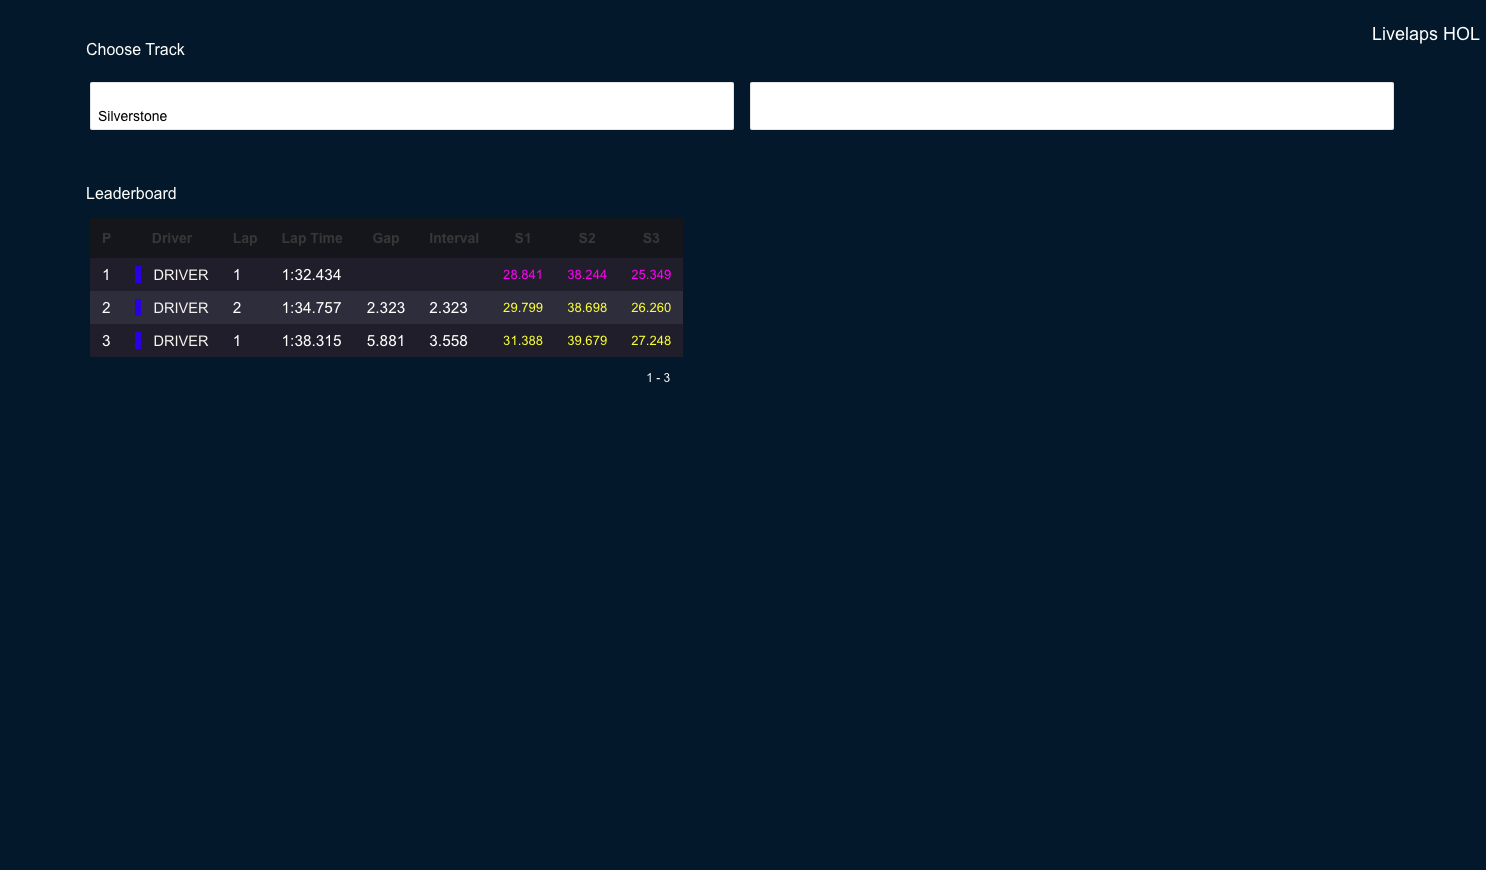 Livelaps HOL
Choose Track
Silverstone
Leaderboard
P Driver Lap Lap Time Gap Interval S1 S2 S3
1 DRIVER 1 1:32.434 28.841 38.244 25.349
2 DRIVER 2 1:34.757 2.323 2.323 29.799 38.698 26.260
3 DRIVER 1 1:38.315 5.881 3.558 31.388 39.679 27.248
1 - 3